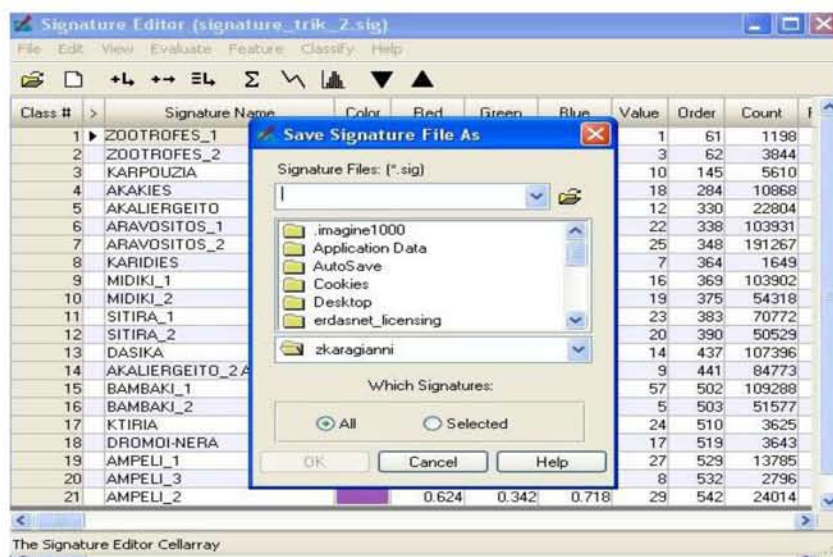 Signature Editor (signature_trik_2.sig)
File Edit View Evaluate Feature Classify Help
Σ
Class # > Signature Name Color Red Green Blue Value Order Count
1 ZOOTROFES_1 1 61 1198
2 ZOOTROFES_2 3 62 3844
3 KARPOUZIA 10 145 5610
4 AKAKIES 18 284 10868
5 AKALIERGEITO 12 330 22804
6 ARAVOSITOS_1 22 338 103931
7 ARAVOSITOS_2 25 348 191267
8 KARIDIES 7 364 1649
9 MIDIKI_1 16 369 103902
10 MIDIKI_2 19 375 54318
11 SITIRA_1 23 383 70772
12 SITIRA_2 20 390 50529
13 DASIKA 14 437 107396
14 AKALIERGEITO_2 9 441 84773
15 BAMBAKI_1 57 502 109288
16 BAMBAKI_2 5 503 51577
17 KTIRIA 24 510 3625
18 DROMOI-NERA 17 519 3643
19 AMPELI_1 27 529 13785
20 AMPELI_3 8 532 2796
21 AMPELI_2 0.624 0.342 0.718 29 542 24014
The Signature Editor Cellarray
Save Signature File As
Signature Files: (*.sig)
.imagine1000
Application Data
AutoSave
Cookies
Desktop
erdasnet_licensing
zkaragianni
Which Signatures:
All Selected
OK Cancel Help